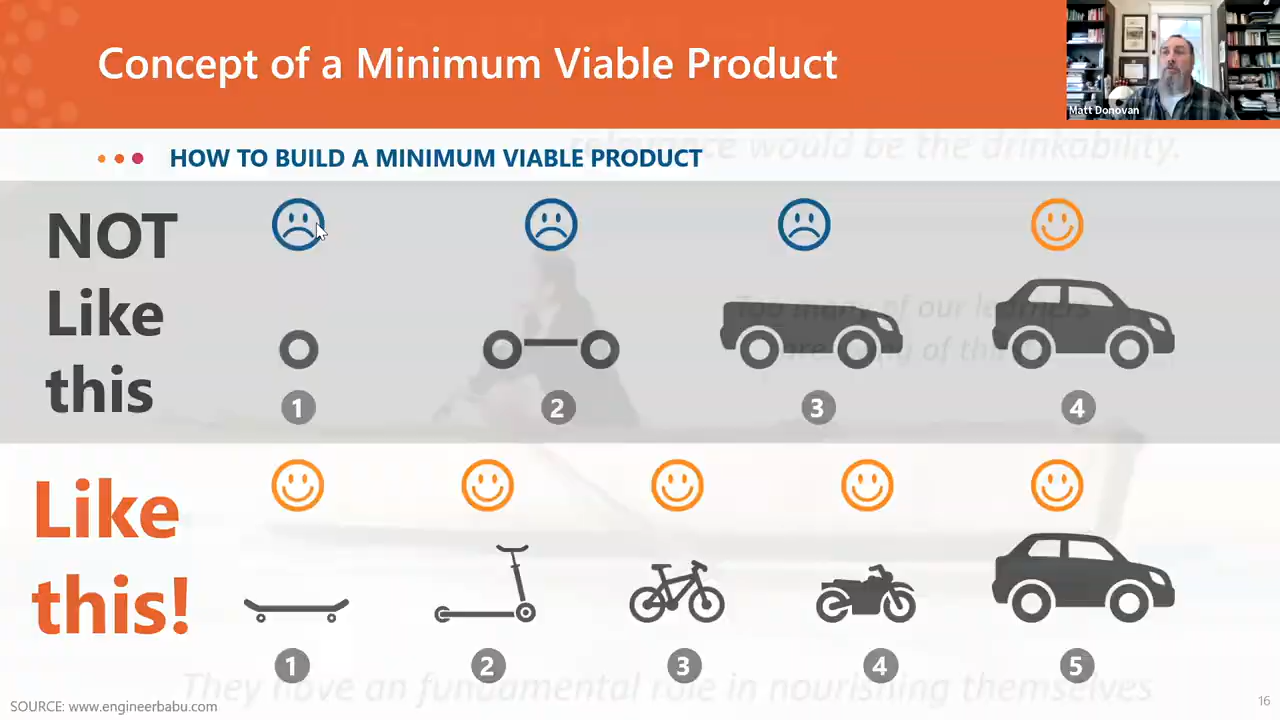 Concept of a Minimum Viable Product
Matt Donovan
relevance would be the drinkability.
HOW TO BUILD A MINIMUM VIABLE PRODUCT
NOT
Like
this
Too many of our learners
1
2
3
4
Like
this!
1
2
3
4
5
They have an fundamental role in nourishing themselves
SOURCE: www.engineerbabu.com
16